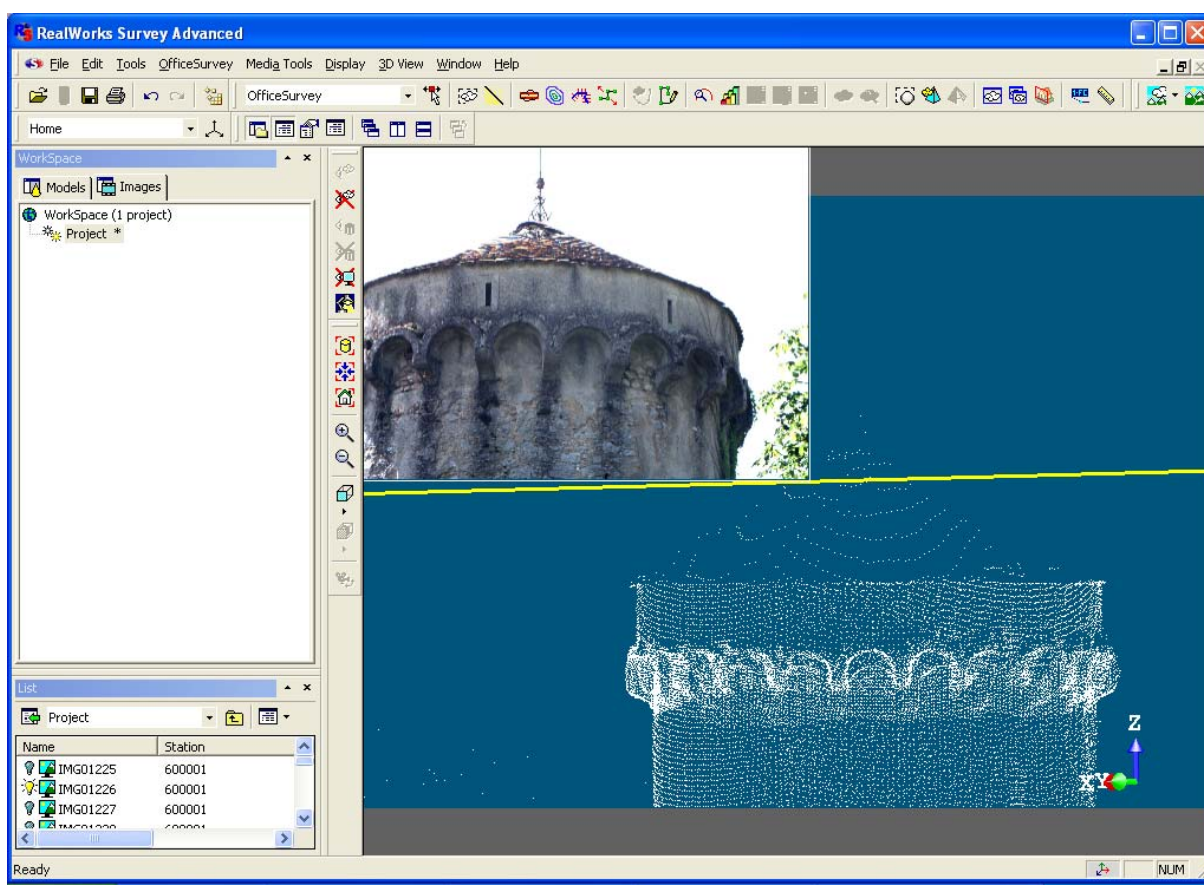 RealWorks Survey Advanced
File Edit Tools OfficeSurvey Media Tools Display 3D View Window Help
OfficeSurvey
Home
WorkSpace
Models Images
WorkSpace (1 project)
Project *
List
Project
Name Station
IMG01225 600001
IMG01226 600001
IMG01227 600001
Z
XY
Ready NUM